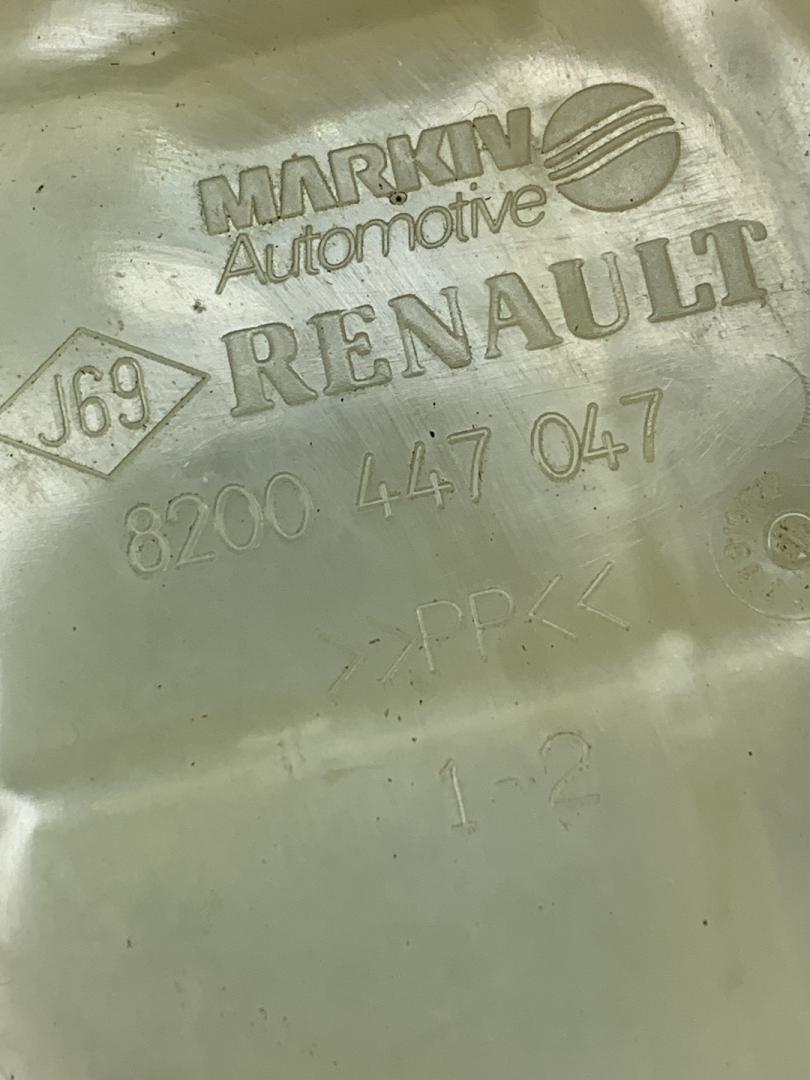 MARKIV
Automotive
RENAULT
J69
8200 447 047
>>PP<<
1-2